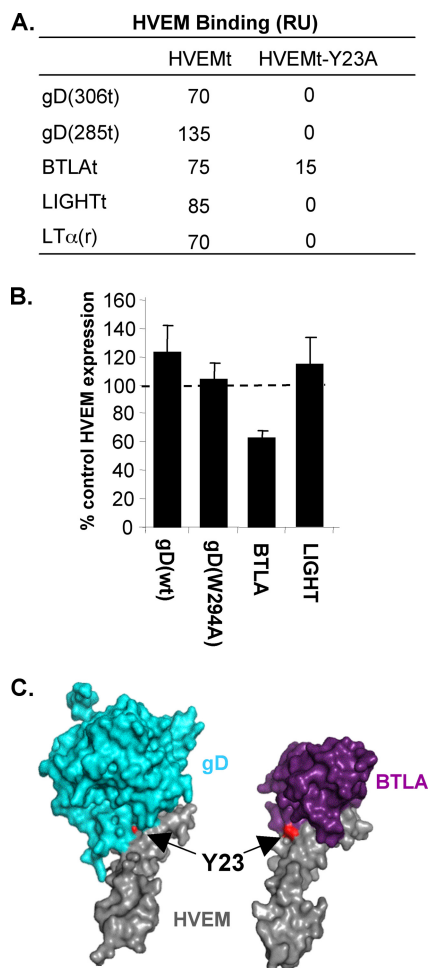 A.
HVEM Binding (RU)
HVEMt HVEMt-Y23A
gD(306t) 70 0
gD(285t) 135 0
BTLAt 75 15
LIGHTt 85 0
LTα(r) 70 0
B.
% control HVEM expression
160
140
120
100
80
60
40
20
0
gD(wt)
gD(W294A)
BTLA
LIGHT
C.
gD
BTLA
Y23
HVEM